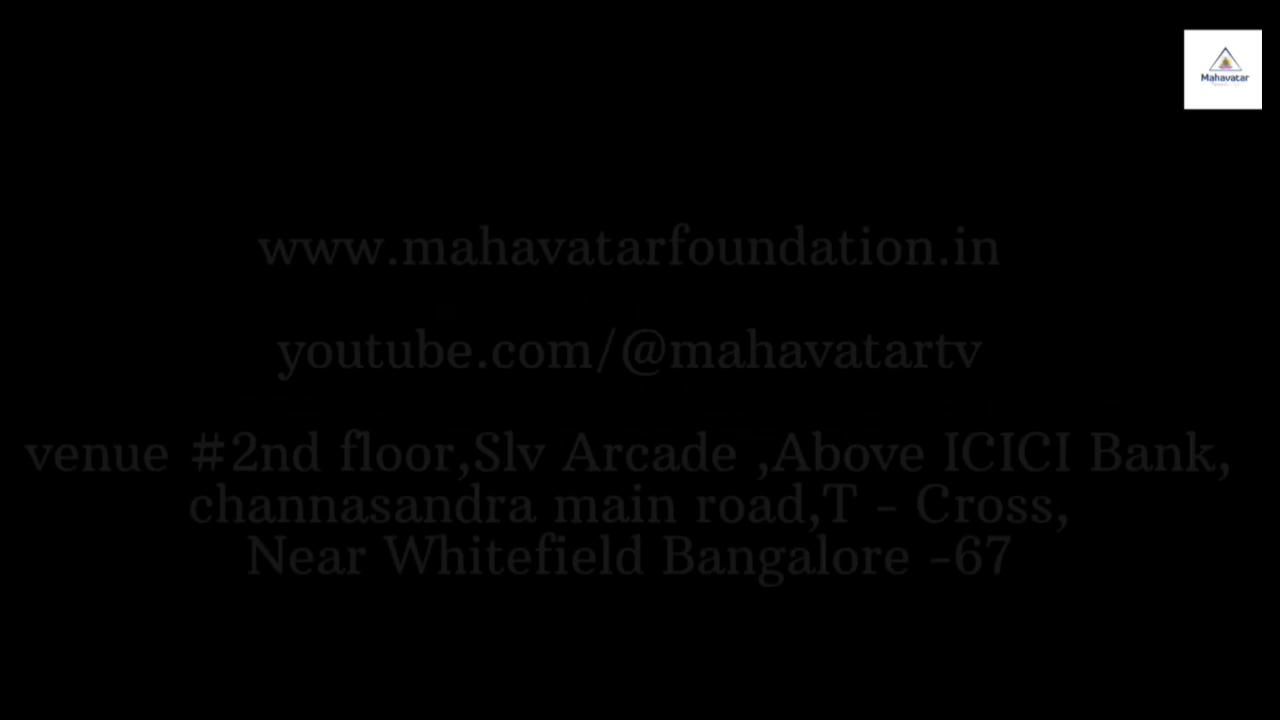 Mahavatar
www.mahavatarfoundation.in
youtube.com/@mahavatartv
venue #2nd floor,Slv Arcade ,Above ICICI Bank,
channasandra main road,T - Cross,
Near Whitefield Bangalore -67